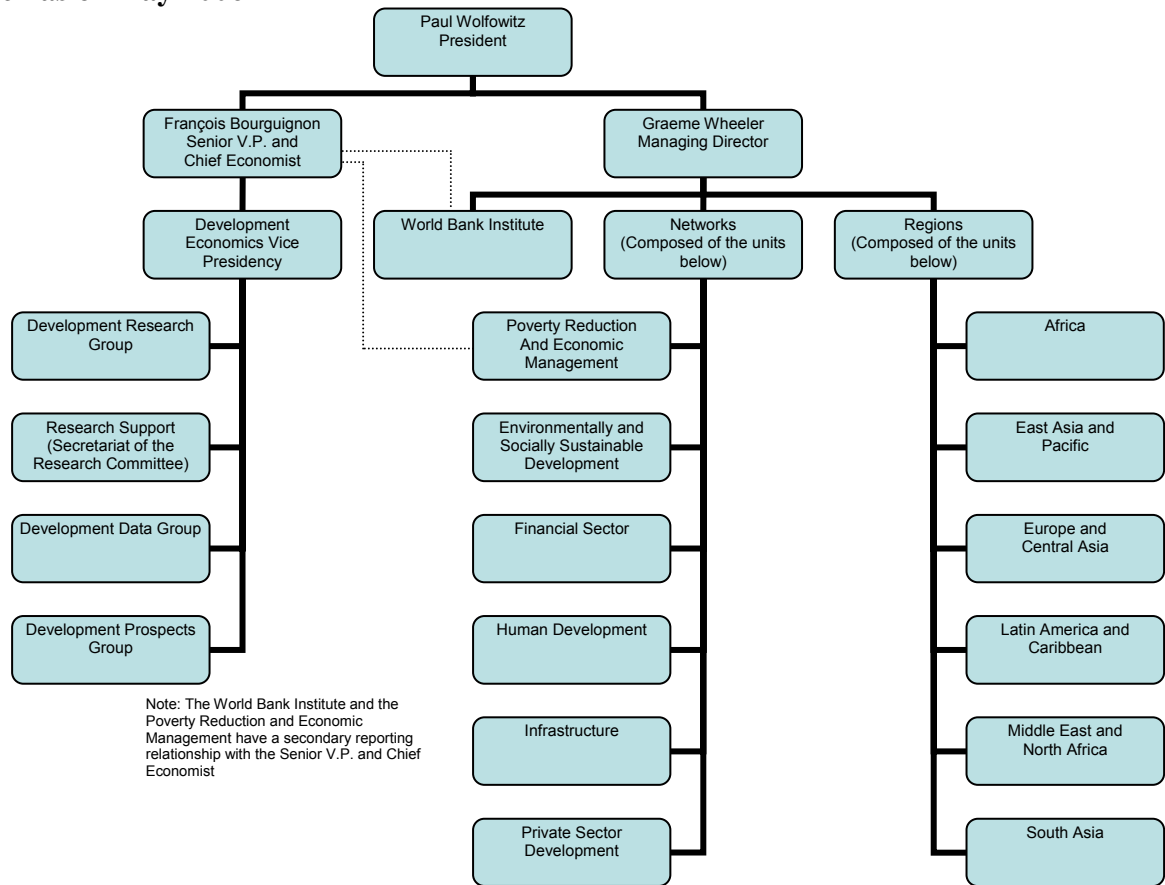 Paul Wolfowitz
President
François Bourguignon
Senior V.P. and
Chief Economist
Graeme Wheeler
Managing Director
Development
Economics Vice
Presidency
World Bank Institute
Networks
(Composed of the units
below)
Regions
(Composed of the units
below)
Development Research
Group
Research Support
(Secretariat of the
Research Committee)
Development Data Group
Development Prospects
Group
Poverty Reduction
And Economic
Management
Environmentally and
Socially Sustainable
Development
Financial Sector
Human Development
Infrastructure
Private Sector
Development
Africa
East Asia and
Pacific
Europe and
Central Asia
Latin America and
Caribbean
Middle East and
North Africa
South Asia
Note: The World Bank Institute and the
Poverty Reduction and Economic
Management have a secondary reporting
relationship with the Senior V.P. and Chief
Economist